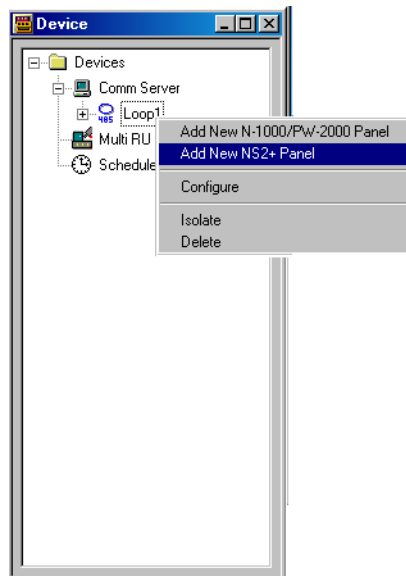 Device
Devices
Comm Server
485 Loop1
Add New N-1000/PW-2000 Panel
Multi RU
Add New NS2+ Panel
Schedule
Configure
Isolate
Delete